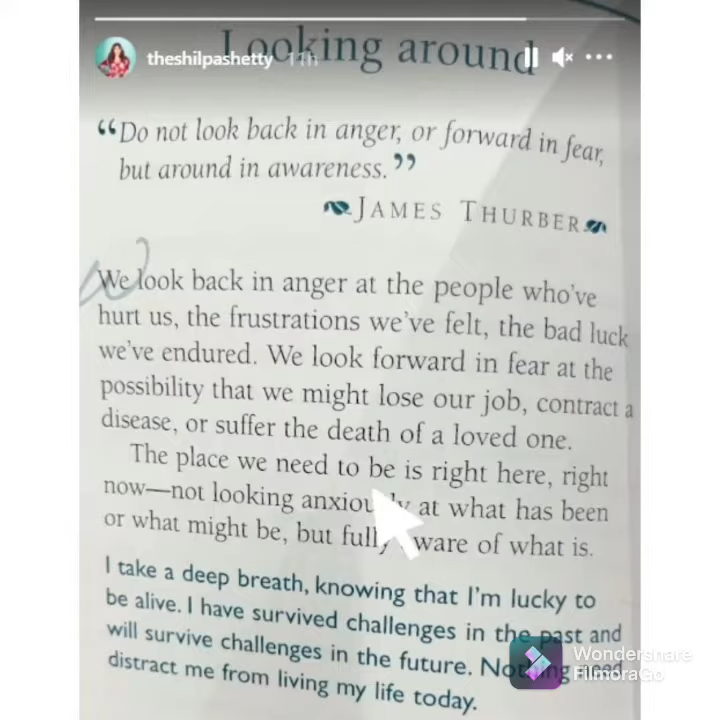 Looking around
theshilpashetty 11h
“Do not look back in anger, or forward in fear,
but around in awareness.”
JAMES THURBER
We look back in anger at the people who've
hurt us, the frustrations we've felt, the bad luck
we've endured. We look forward in fear at the
possibility that we might lose our job, contract a
disease, or suffer the death of a loved one.
The place we need to be is right here, right
now—not looking anxiously at what has been
or what might be, but fully aware of what is.
I take a deep breath, knowing that I'm lucky to
be alive. I have survived challenges in the past and
will survive challenges in the future. Nothing need
distract me from living my life today.
Wondershare
FilmoraGo